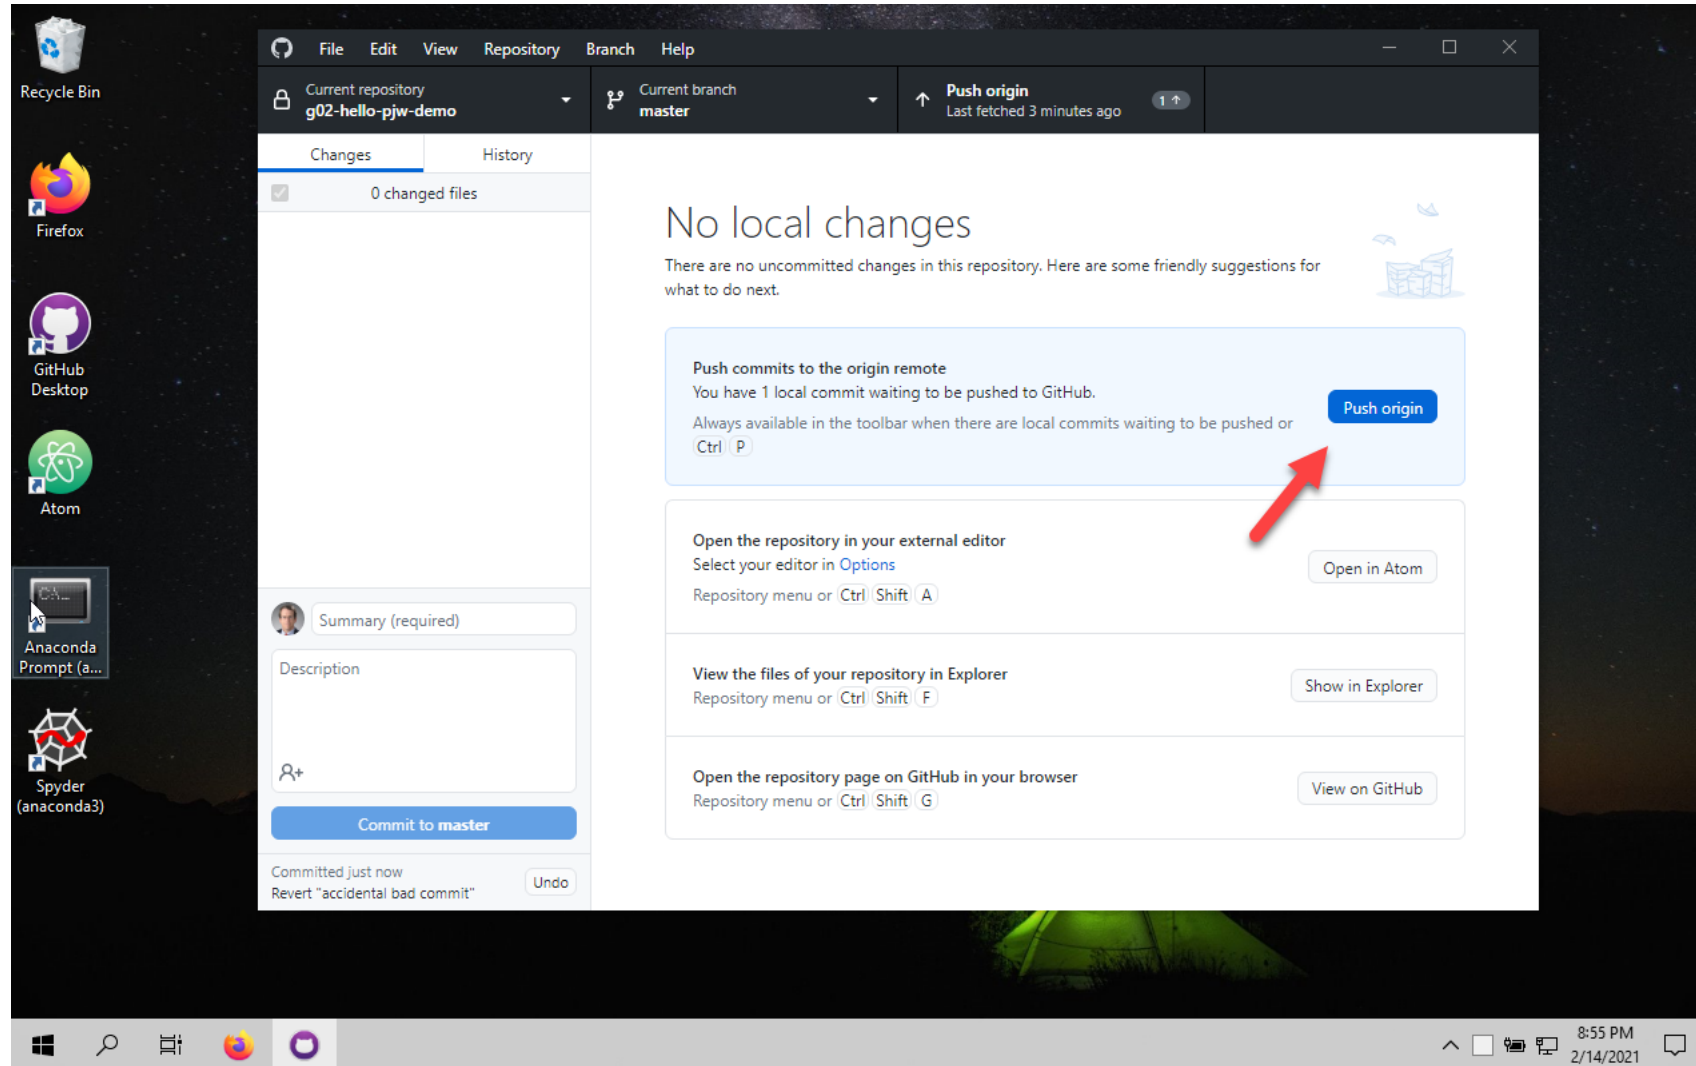 Recycle Bin
Firefox
GitHub
Desktop
Atom
Anaconda
Prompt (a...
Spyder
(anaconda3)
File Edit View Repository Branch Help
Current repository
g02-hello-pjw-demo
Current branch
master
Push origin
Last fetched 3 minutes ago
1
Changes History
0 changed files
No local changes
There are no uncommitted changes in this repository. Here are some friendly suggestions for
what to do next.
Push commits to the origin remote
You have 1 local commit waiting to be pushed to GitHub.
Always available in the toolbar when there are local commits waiting to be pushed or
Ctrl P
Push origin
Open the repository in your external editor
Select your editor in Options
Repository menu or Ctrl Shift A
Open in Atom
View the files of your repository in Explorer
Repository menu or Ctrl Shift F
Show in Explorer
Open the repository page on GitHub in your browser
Repository menu or Ctrl Shift G
View on GitHub
Summary (required)
Description
Commit to master
Committed just now
Revert "accidental bad commit"
Undo
8:55 PM
2/14/2021